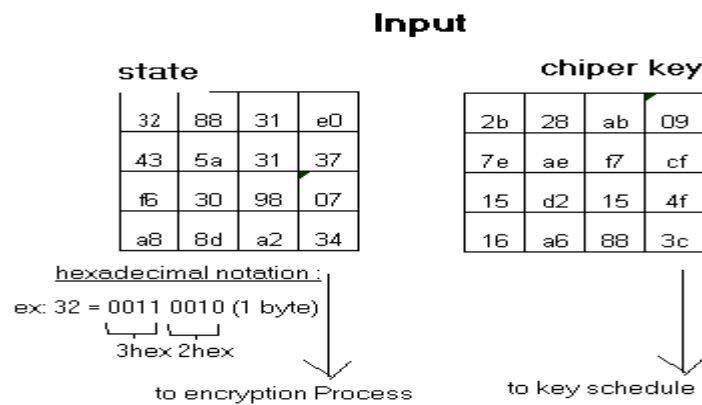 Input
state
chiper key
32 88 31 e0
43 5a 31 37
f6 30 98 07
a8 8d a2 34
2b 28 ab 09
7e ae f7 cf
15 d2 15 4f
16 a6 88 3c
hexadecimal notation :
ex: 32 = 0011 0010 (1 byte)
3hex 2hex
to encryption Process
to key schedule